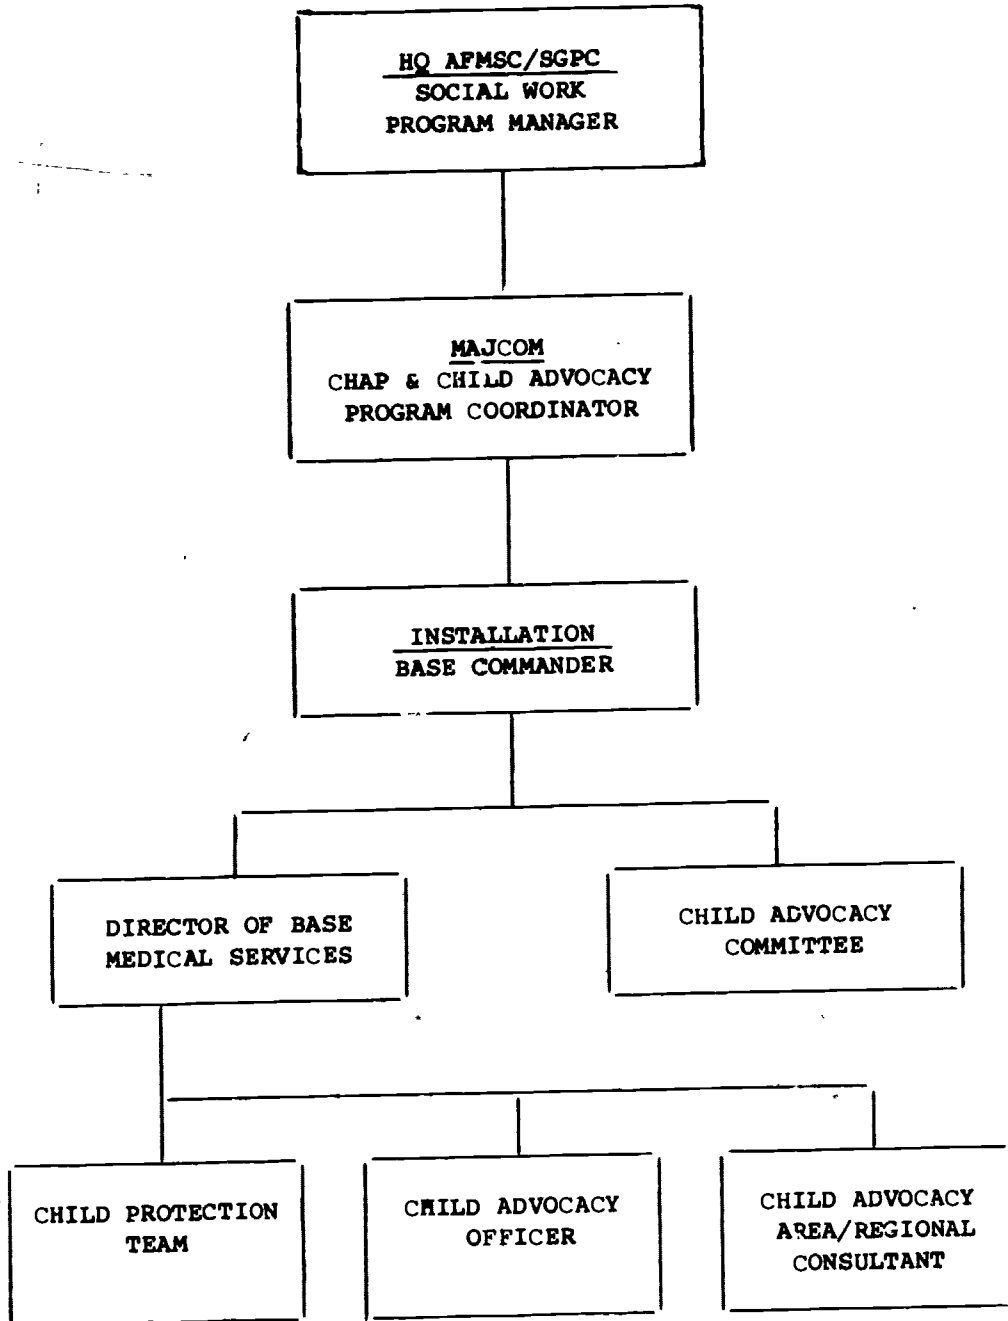 HQ AFMSC/SGPC
SOCIAL WORK
PROGRAM MANAGER
MAJCOM
CHAP & CHILD ADVOCACY
PROGRAM COORDINATOR
INSTALLATION
BASE COMMANDER
DIRECTOR OF BASE
MEDICAL SERVICES
CHILD ADVOCACY
COMMITTEE
CHILD PROTECTION
TEAM
CHILD ADVOCACY
OFFICER
CHILD ADVOCACY
AREA/REGIONAL
CONSULTANT